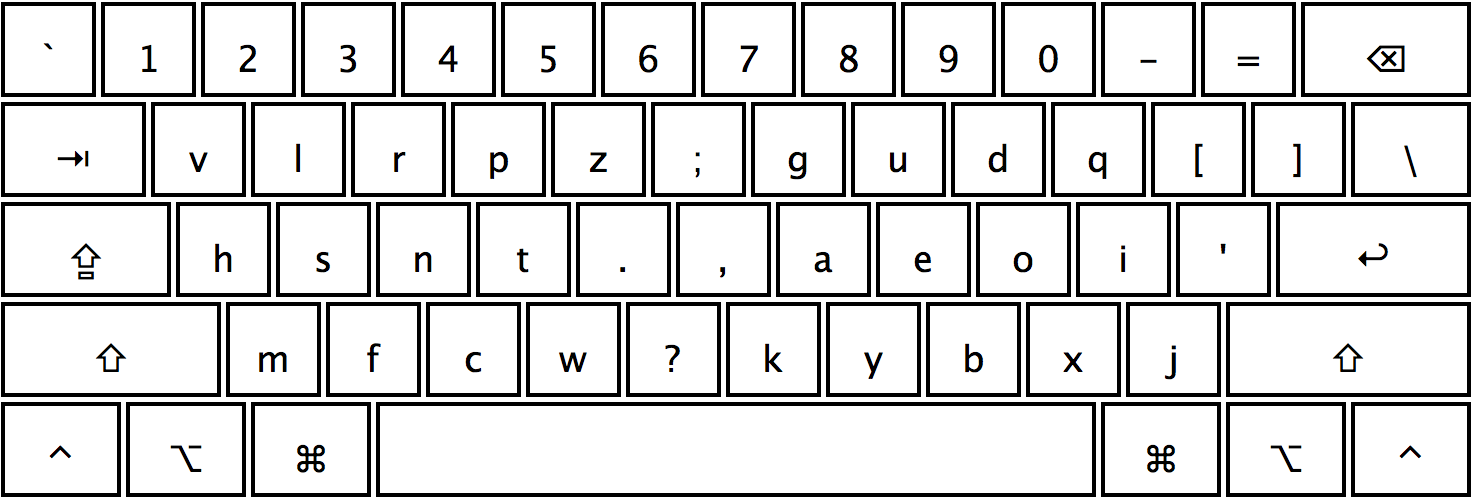 ` 1 2 3 4 5 6 7 8 9 0 - = ⌫
⇥ v l r p z ; g u d q [ ] \
⇪ h s n t . , a e o i ' ↩
⇧ m f c w ? k y b x j ⇧
^ ⌥ ⌘ ⌘ ⌥ ^